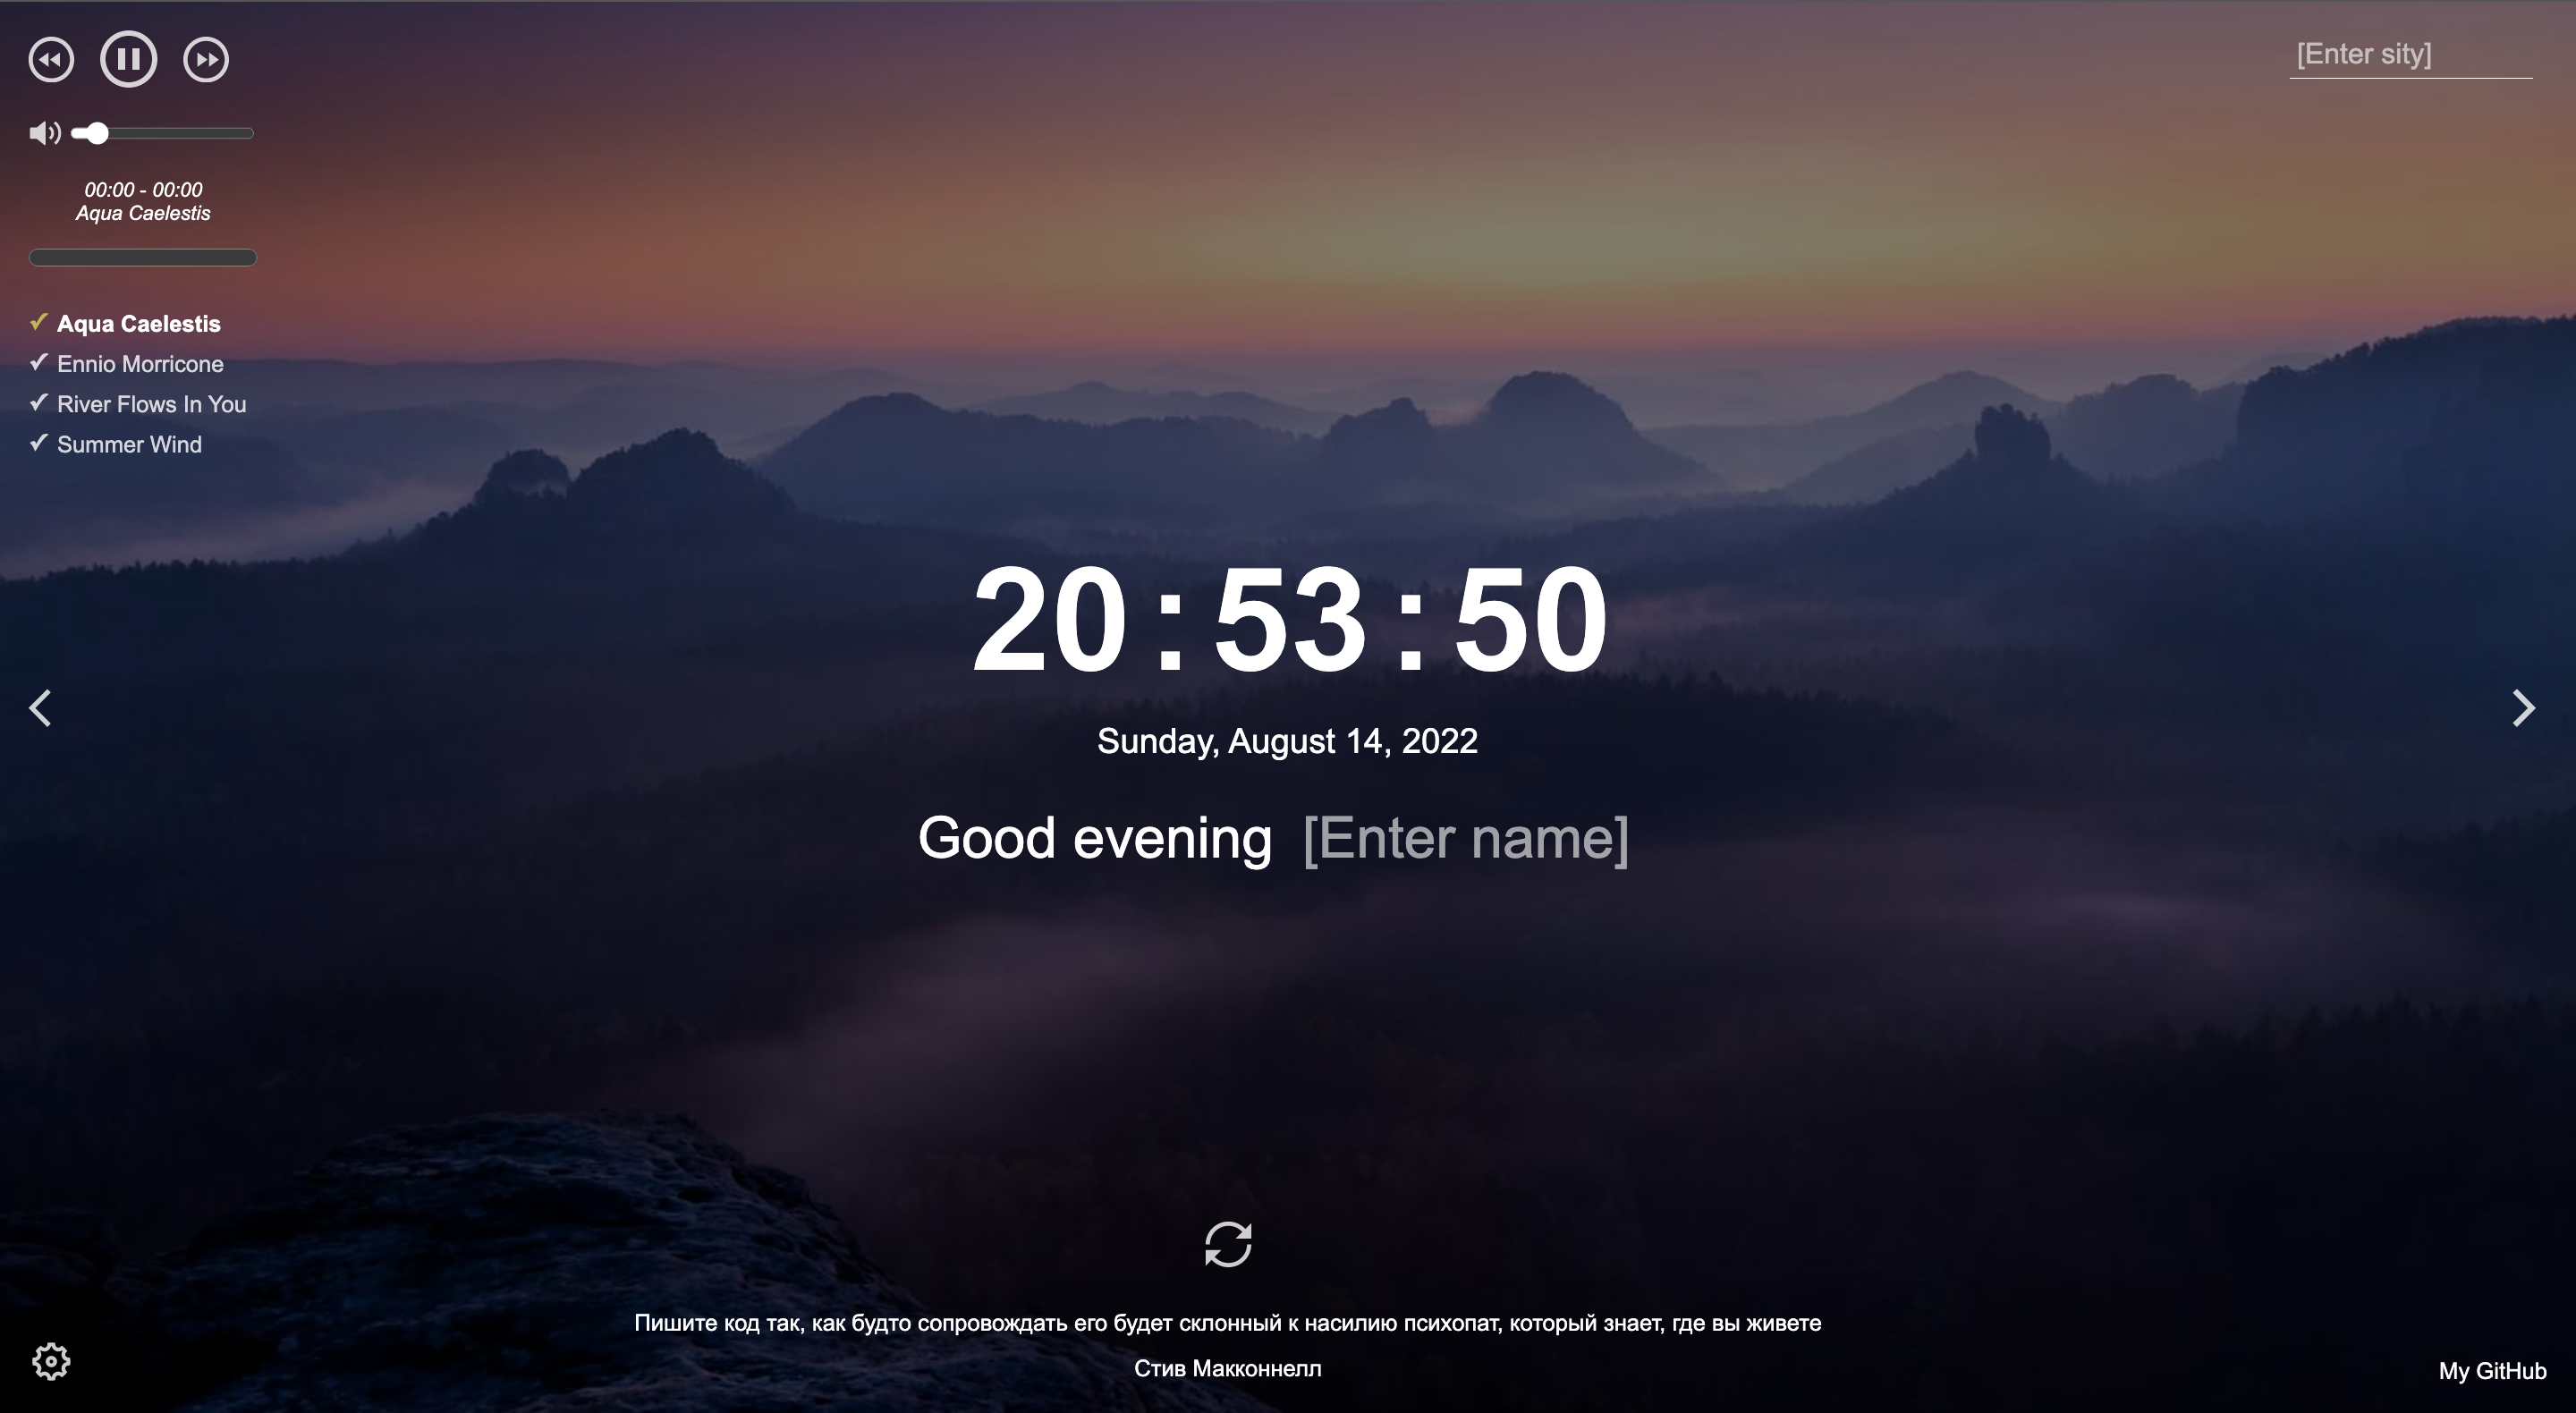 [Enter sity]
00:00 - 00:00
Aqua Caelestis
Aqua Caelestis
Ennio Morricone
River Flows In You
Summer Wind
20:53:50
Sunday, August 14, 2022
Good evening [Enter name]
Пишите код так, как будто сопровождать его будет склонный к насилию психопат, который знает, где вы живете
Стив Макконнелл
My GitHub